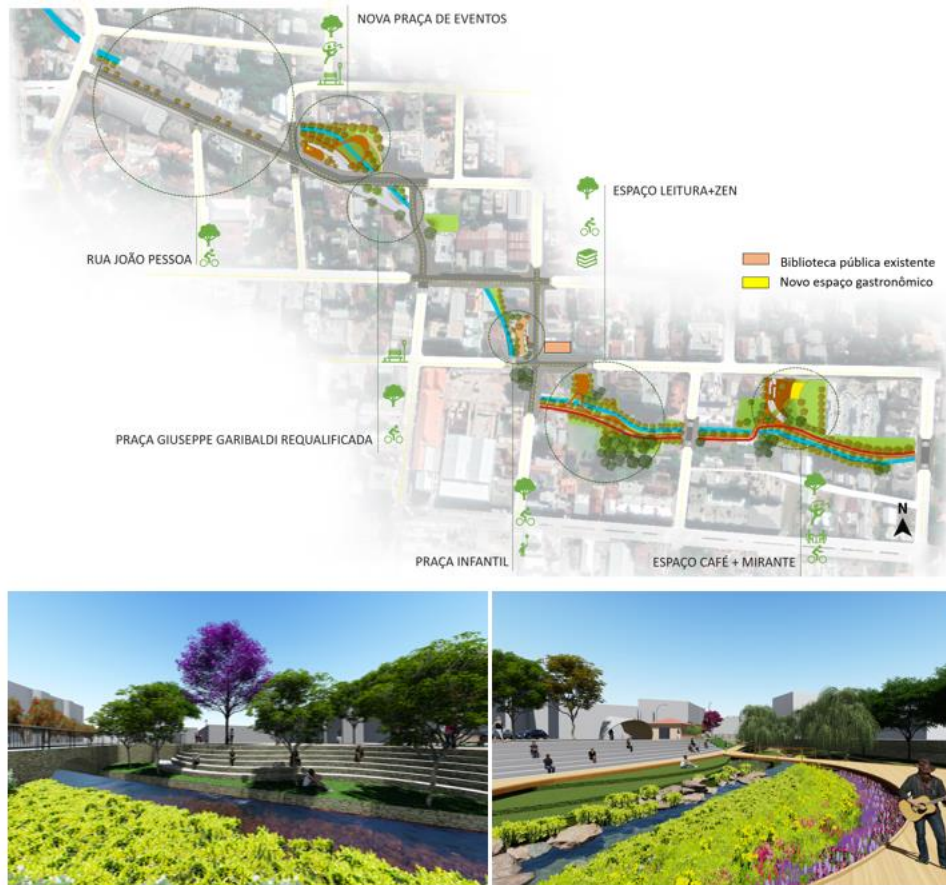 NOVA PRAÇA DE EVENTOS
ESPAÇO LEITURA+ZEN
RUA JOÃO PESSOA
Biblioteca pública existente
Novo espaço gastronômico
PRAÇA GIUSEPPE GARIBALDI REQUALIFICADA
N
PRAÇA INFANTIL
ESPAÇO CAFÉ + MIRANTE